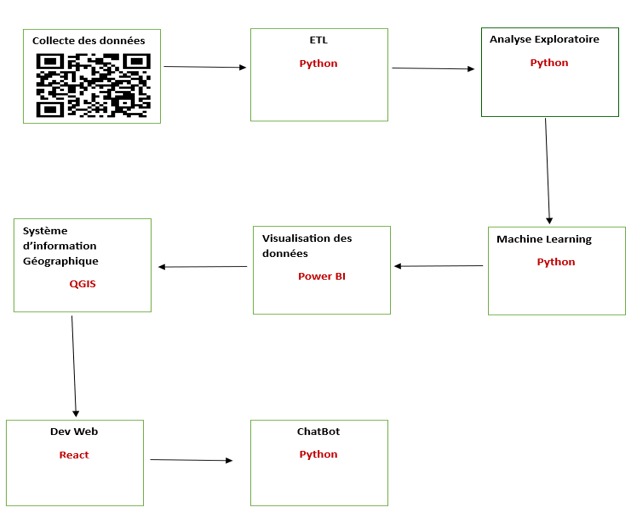 Collecte des données
ETL
Python
Analyse Exploratoire
Python
Système
d’information
Géographique
QGIS
Visualisation des
données
Power BI
Machine Learning
Python
Dev Web
React
ChatBot
Python